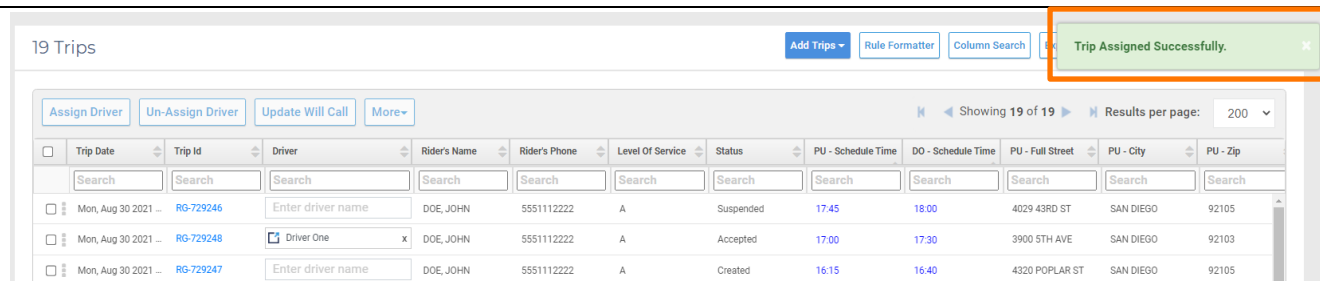 19 Trips
Add Trips Rule Formatter Column Search Ex
Trip Assigned Successfully. x
Assign Driver Un-Assign Driver Update Will Call More
Showing 19 of 19 Results per page: 200
Trip Date Trip Id Driver Rider's Name Rider's Phone Level Of Service Status PU - Schedule Time DO - Schedule Time PU - Full Street PU - City PU - Zip
Search Search Search Search Search Search Search Search Search Search Search Search
Mon, Aug 30 2021 ... RG-729246 Enter driver name DOE, JOHN 5551112222 A Suspended 17:45 18:00 4029 43RD ST SAN DIEGO 92105
Mon, Aug 30 2021 ... RG-729248 Driver One x DOE, JOHN 5551112222 A Accepted 17:00 17:30 3900 5TH AVE SAN DIEGO 92103
Mon, Aug 30 2021 ... RG-729247 Enter driver name DOE, JOHN 5551112222 A Created 16:15 16:40 4320 POPLAR ST SAN DIEGO 92105